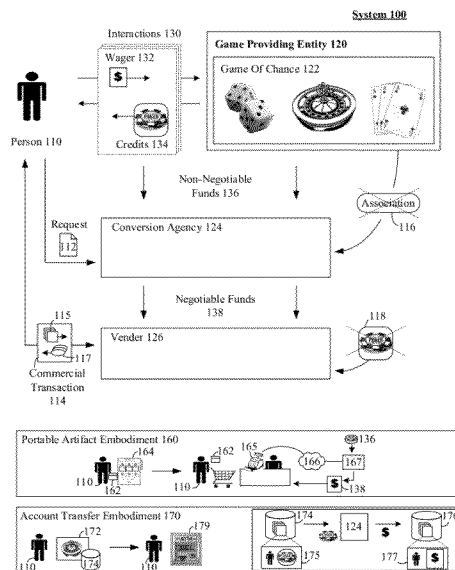 System 100
Interactions 130
Game Providing Entity 120
Wager 132
$
Game Of Chance 122
Person 110
Credits 134
Non-Negotiable
Funds 136
Association
116
Request
112
Conversion Agency 124
Negotiable Funds
138
115
117
Vender 126
118
Commercial
Transaction
114
Portable Artifact Embodiment 160
164
110
162
162
110
165
166
136
167
$
138
Account Transfer Embodiment 170
172
174
110
179
110
174
175
124
$
176
177
$